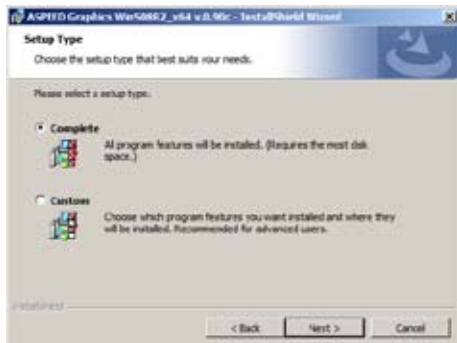 ASPEED Graphics WinS08R2_x64 v.0.96c - InstallShield Wizard
Setup Type
Choose the setup type that best suits your needs.
Please select a setup type.
Complete
All program features will be installed. (Requires the most disk
space.)
Custom
Choose which program features you want installed and where they
will be installed. Recommended for advanced users.
InstallShield
< Back
Next >
Cancel